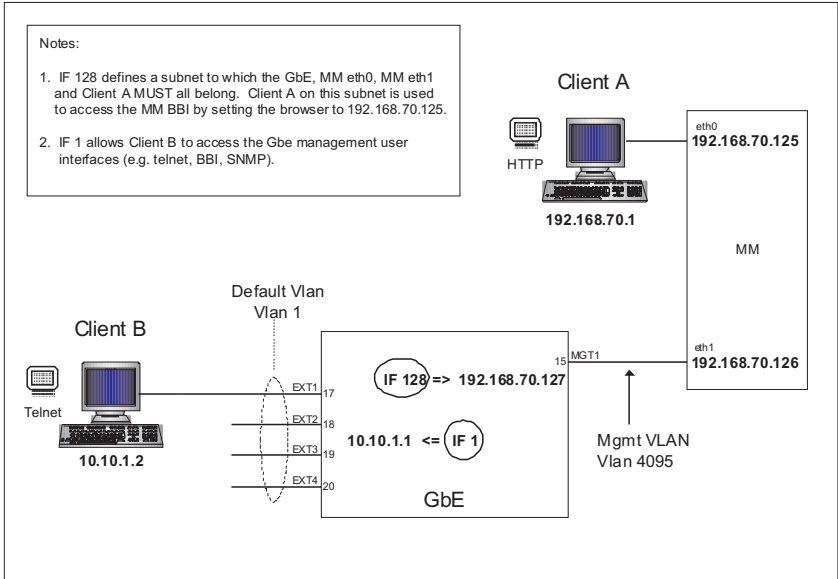 Notes:
1. IF 128 defines a subnet to which the GbE, MM eth0, MM eth1
and Client A MUST all belong. Client A on this subnet is used
to access the MM BBI by setting the browser to 192.168.70.125.
2. IF 1 allows Client B to access the Gbe management user
interfaces (e.g. telnet, BBI, SNMP).
Client A
HTTP
192.168.70.1
eth0
192.168.70.125
MM
eth1
192.168.70.126
Default Vlan
Vlan 1
Client B
Telnet
10.10.1.2
EXT1
17
EXT2
18
EXT3
19
EXT4
20
IF 128 => 192.168.70.127
10.10.1.1 <= IF 1
GbE
15
MGT1
Mgmt VLAN
Vlan 4095